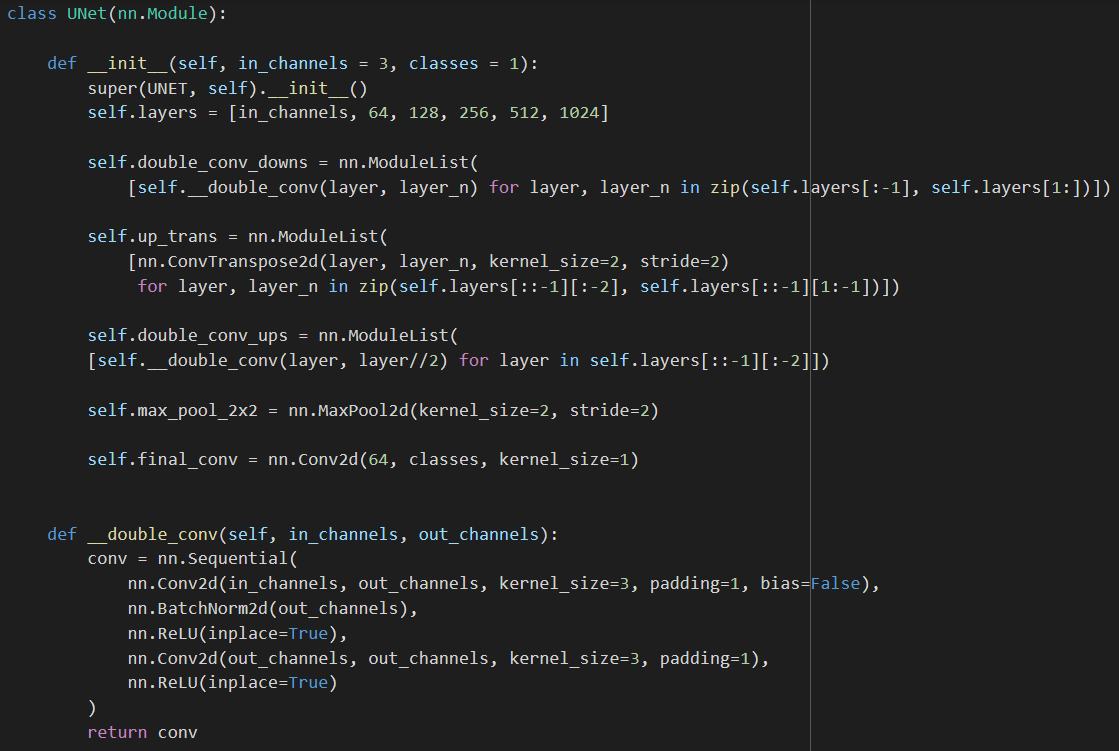 class UNet(nn.Module):
    def __init__(self, in_channels = 3, classes = 1):
        super(UNET, self).__init__()
        self.layers = [in_channels, 64, 128, 256, 512, 1024]
        self.double_conv_downs = nn.ModuleList(
            [self.__double_conv(layer, layer_n) for layer, layer_n in zip(self.layers[:-1], self.layers[1:])])
        self.up_trans = nn.ModuleList(
            [nn.ConvTranspose2d(layer, layer_n, kernel_size=2, stride=2)
             for layer, layer_n in zip(self.layers[::-1][:-2], self.layers[::-1][1:-1])])
        self.double_conv_ups = nn.ModuleList(
        [self.__double_conv(layer, layer//2) for layer in self.layers[::-1][:-2]])
        self.max_pool_2x2 = nn.MaxPool2d(kernel_size=2, stride=2)
        self.final_conv = nn.Conv2d(64, classes, kernel_size=1)
    def __double_conv(self, in_channels, out_channels):
        conv = nn.Sequential(
            nn.Conv2d(in_channels, out_channels, kernel_size=3, padding=1, bias=False),
            nn.BatchNorm2d(out_channels),
            nn.ReLU(inplace=True),
            nn.Conv2d(out_channels, out_channels, kernel_size=3, padding=1),
            nn.ReLU(inplace=True)
        )
        return conv